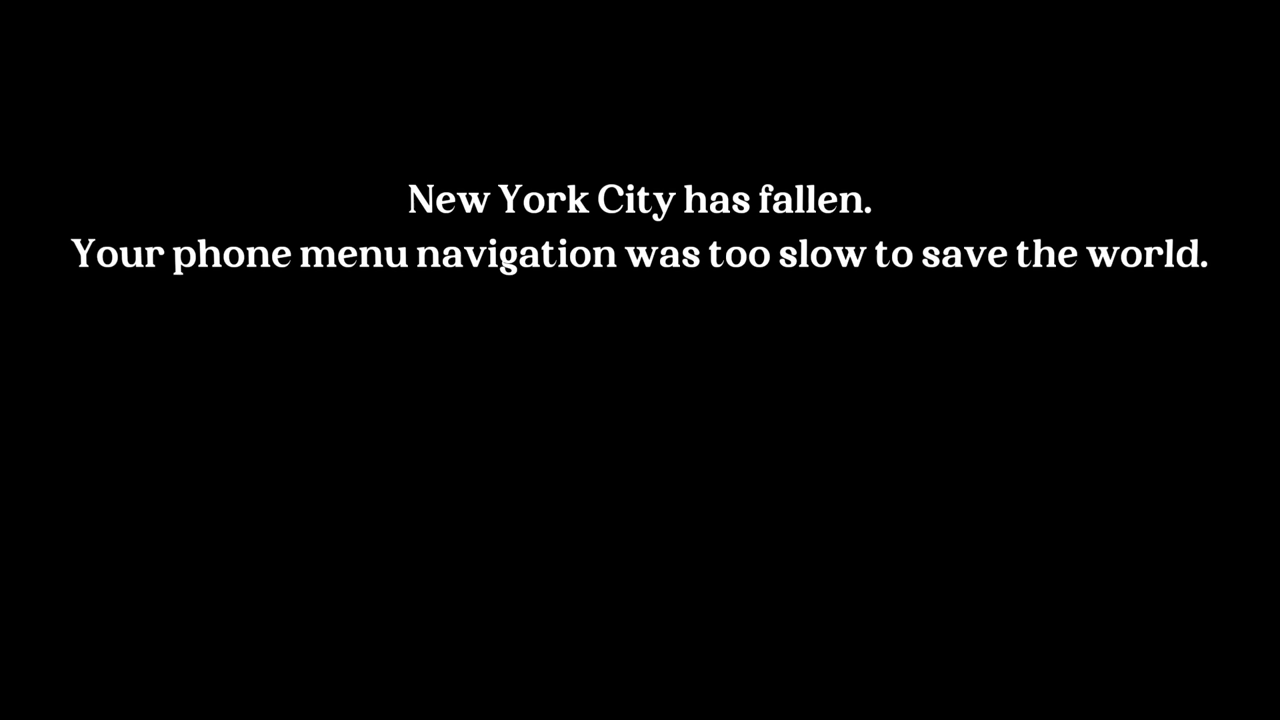 New York City has fallen.
Your phone menu navigation was too slow to save the world.